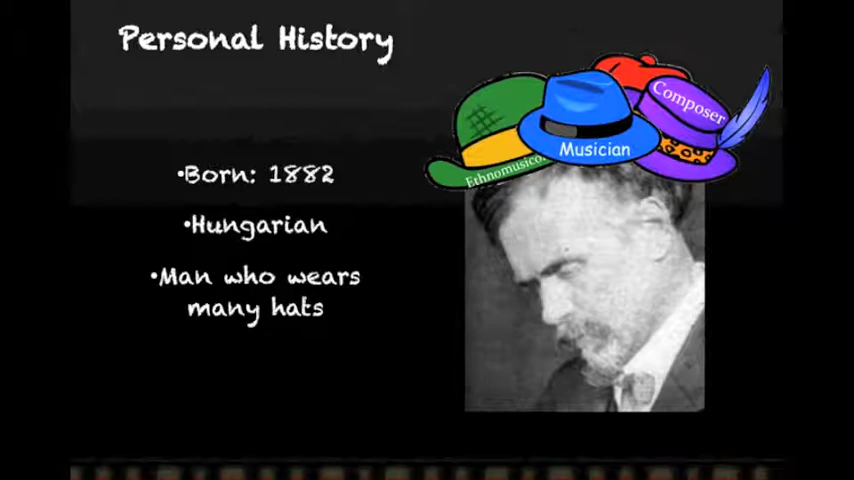 Personal History
Composer
Musician
•Born: 1882
•Hungarian
•Man who wears
many hats